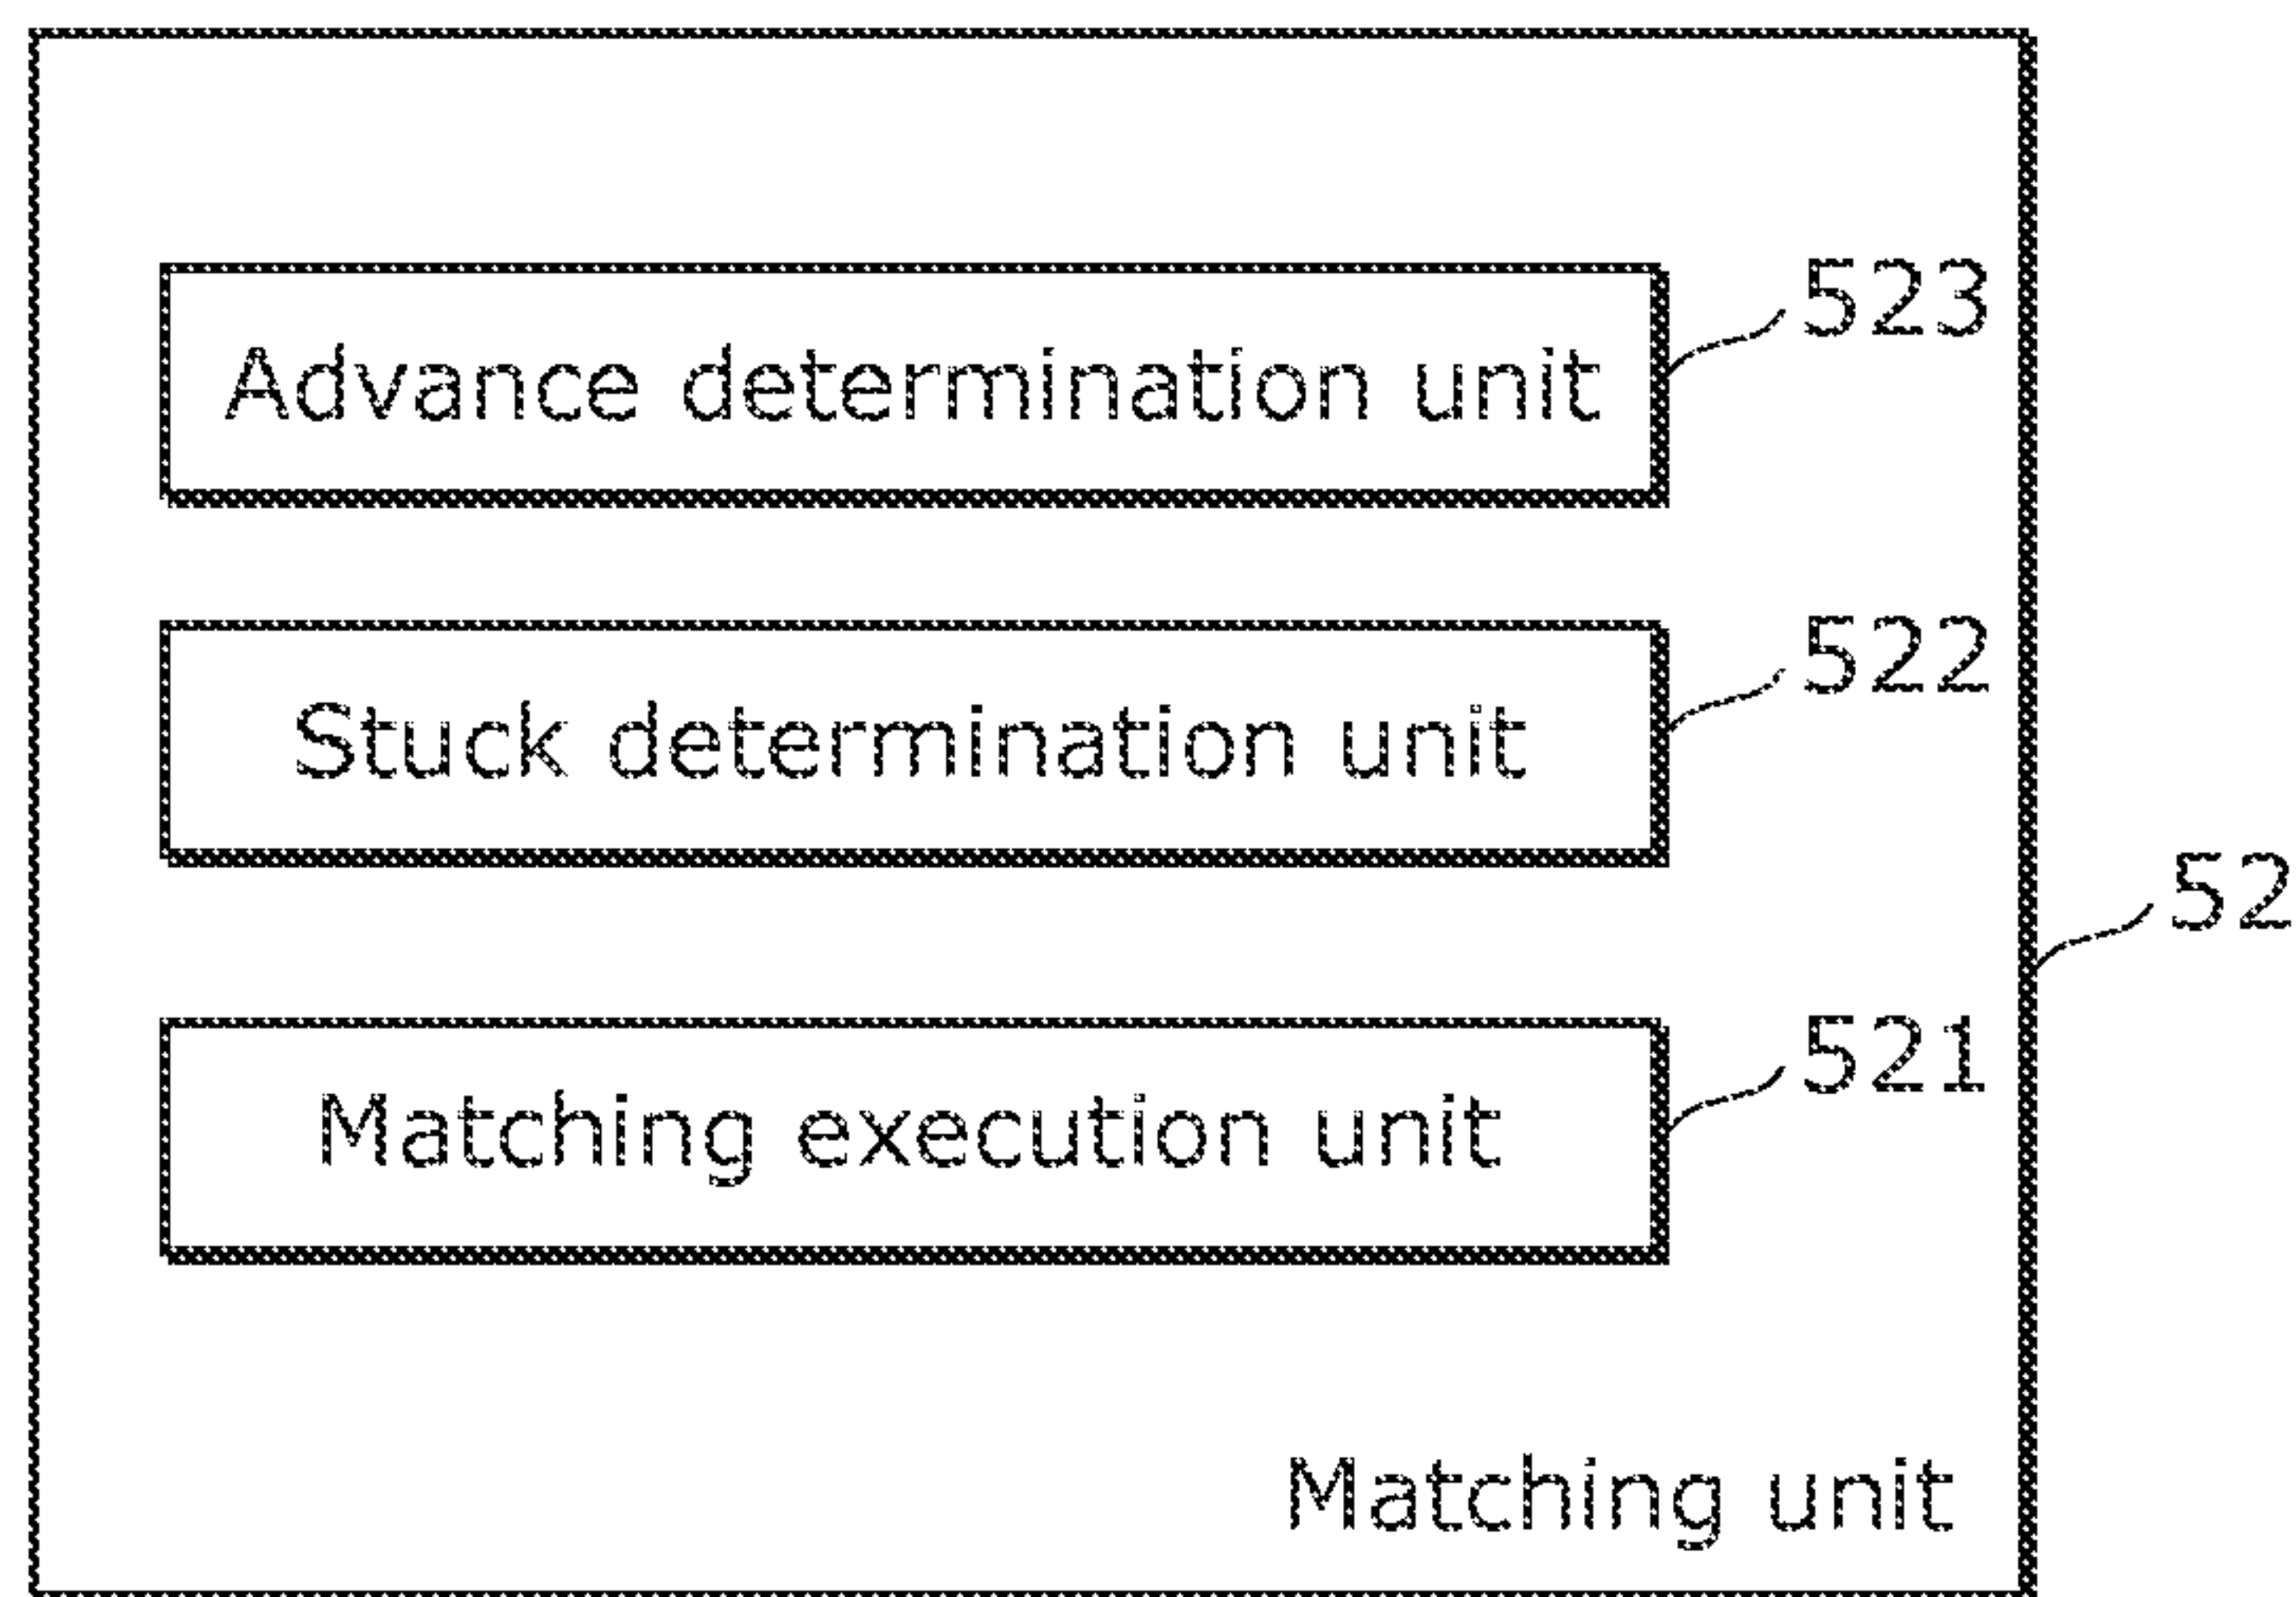 523
Advance determination unit
522
Stuck determination unit
52
521
Matching execution unit
Matching unit